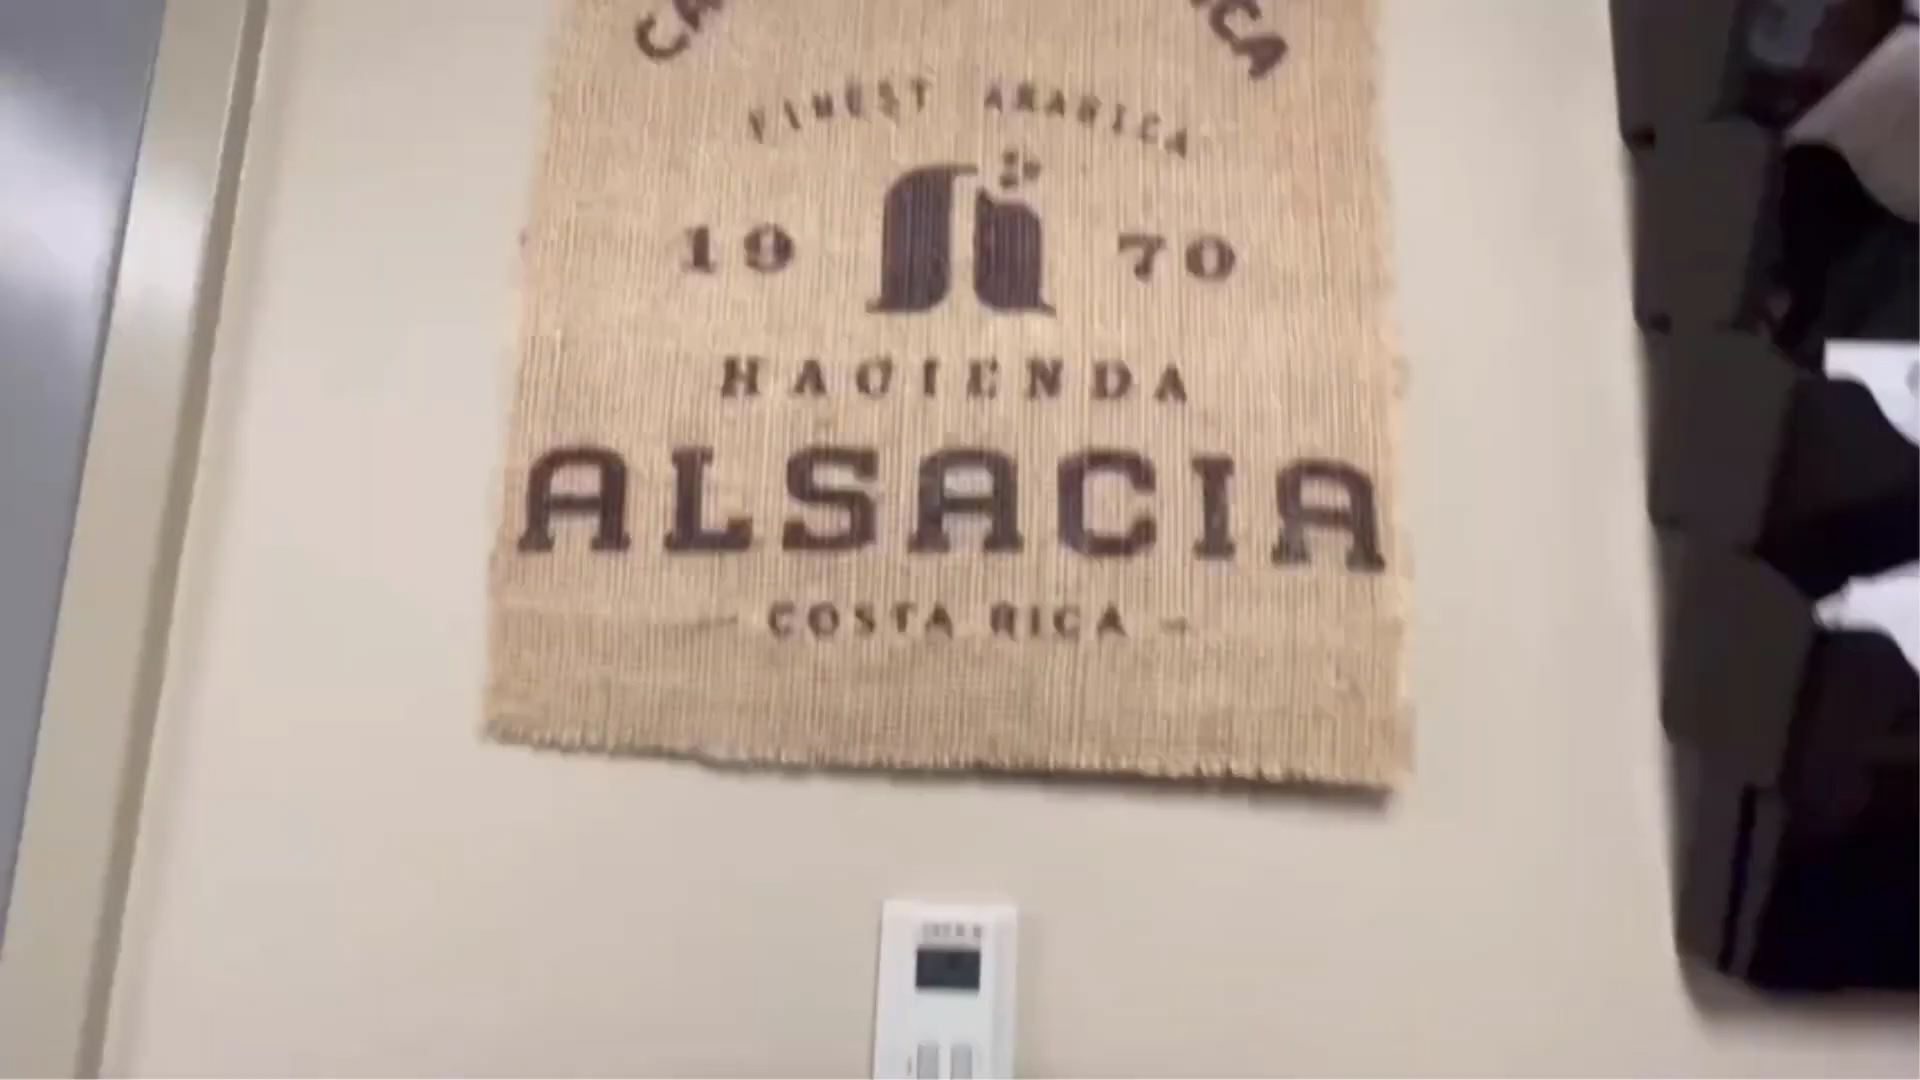 FINEST ARABICA
19 70
HACIENDA
ALSACIA
- COSTA RICA -